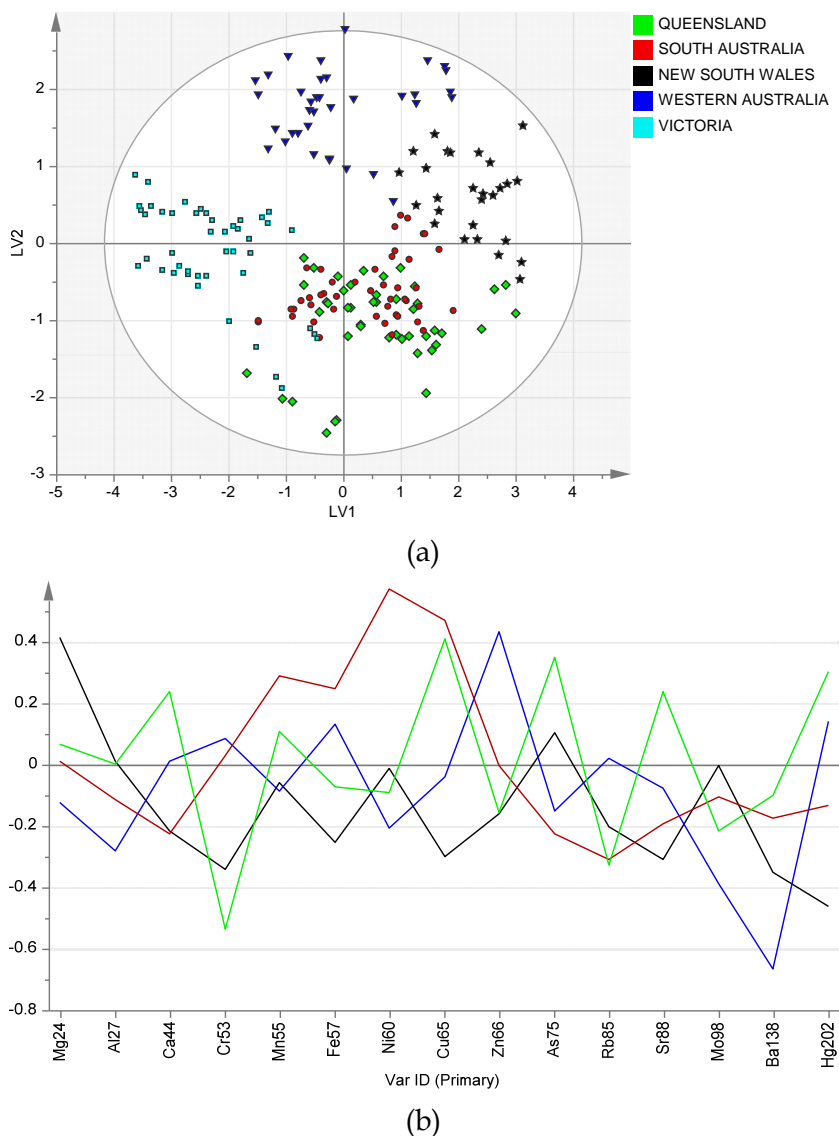 QUEENSLAND
SOUTH AUSTRALIA
NEW SOUTH WALES
WESTERN AUSTRALIA
VICTORIA
2
1
0
-1
-2
-3
LV2
-5 -4 -3 -2 -1 0 1 2 3 4
LV1
(a)
0.4
0.2
0
-0.2
-0.4
-0.6
-0.8
Mg24 Al27 Ca44 Cr53 Mn55 Fe57 Ni60 Cu65 Zn66 As75 Rb85 Sr88 Mo98 Ba138 Hg202
Var ID (Primary)
(b)